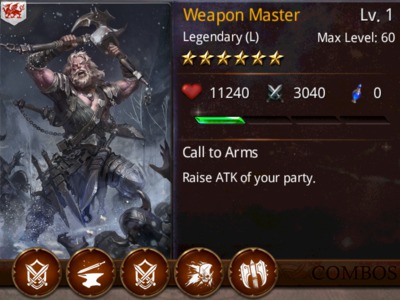 Weapon Master Lv. 1
Legendary (L) Max Level: 60
11240 3040 0
Call to Arms
Raise ATK of your party.
COMBOS